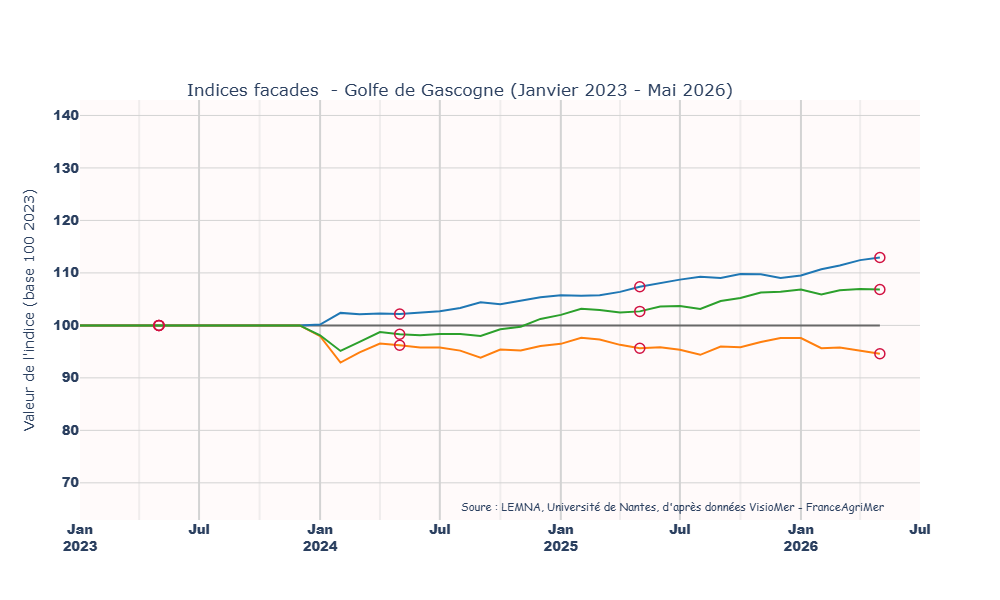 Indices facades  - Golfe de Gascogne (Janvier 2023 - Mai 2026)
Valeur de l'indice (base 100 2023)
140
130
120
110
100
90
80
70
Soure : LEMNA, Université de Nantes, d'après données VisioMer - FranceAgriMer
Jan Jul Jan Jul Jan Jul Jan Jul
2023 2024 2025 2026